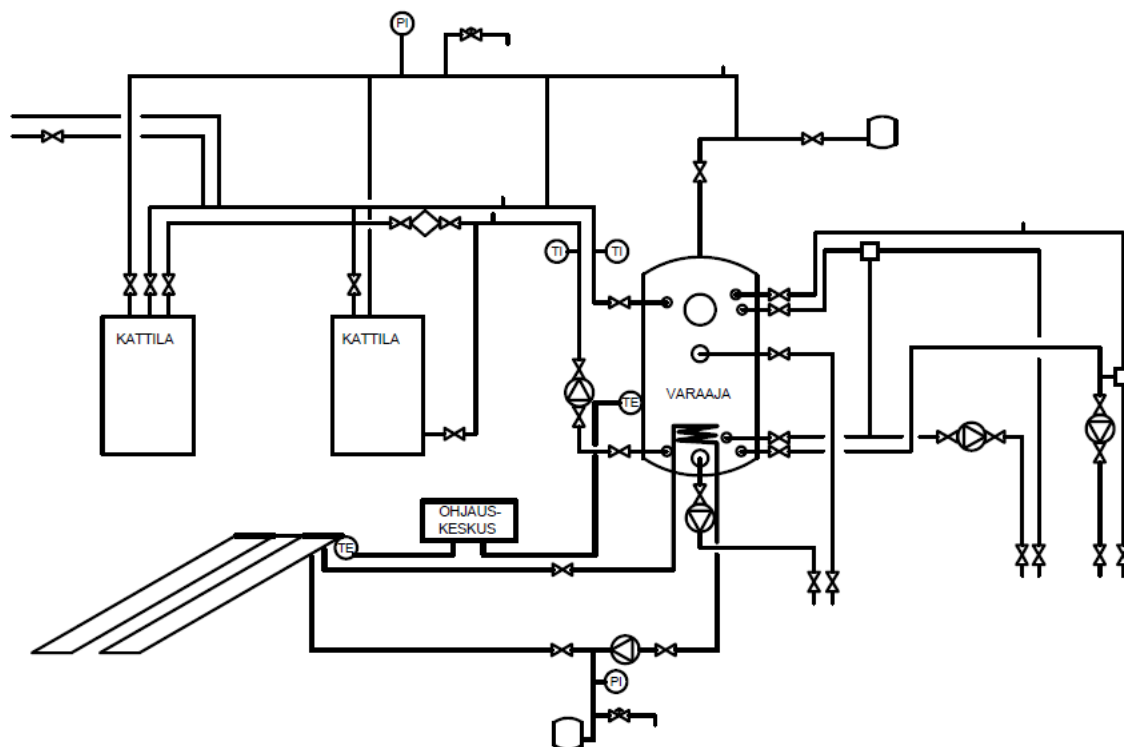 PI
TI
TI
KATTILA
KATTILA
VARAAJA
TE
OHJAUS-
KESKUS
TE
PI